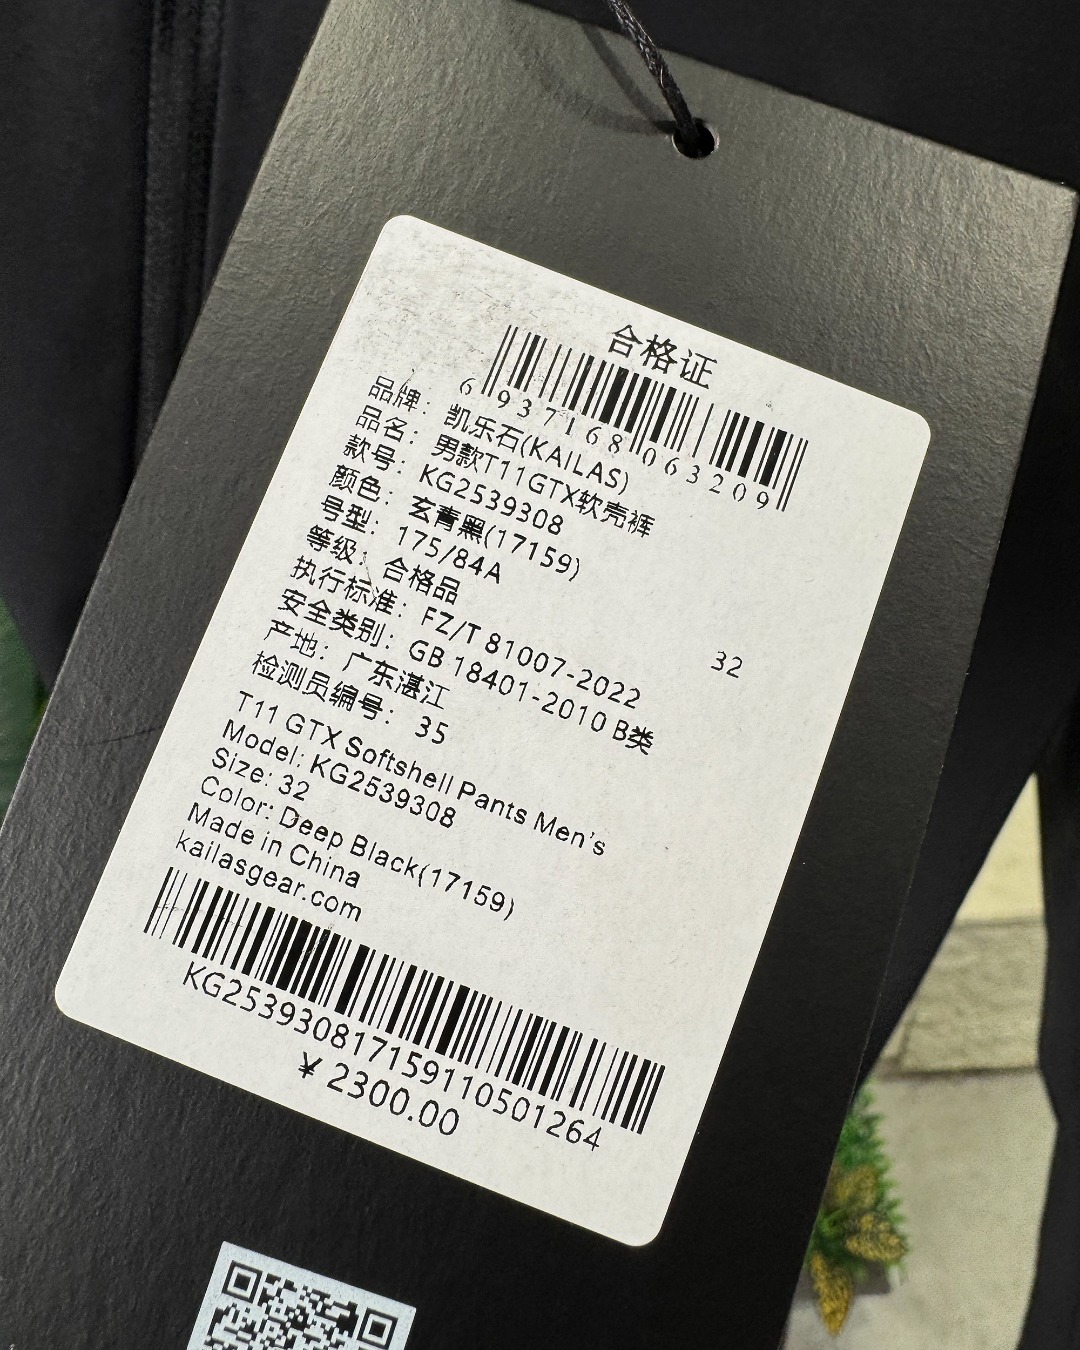 合格证
6 937168 063209
品牌： 凯乐石(KAILAS)
品名： 男款T11GTX软壳裤
款号： KG2539308
颜色： 玄青黑(17159)
号型： 175/84A 32
等级： 合格品
执行标准： FZ/T 81007-2022
安全类别： GB 18401-2010 B类
产地： 广东湛江
检测员编号： 35
T11 GTX Softshell Pants Men's
Model: KG2539308
Size: 32
Color: Deep Black(17159)
Made in China
kailasgear.com
KG253930817159110501264
¥ 2300.00